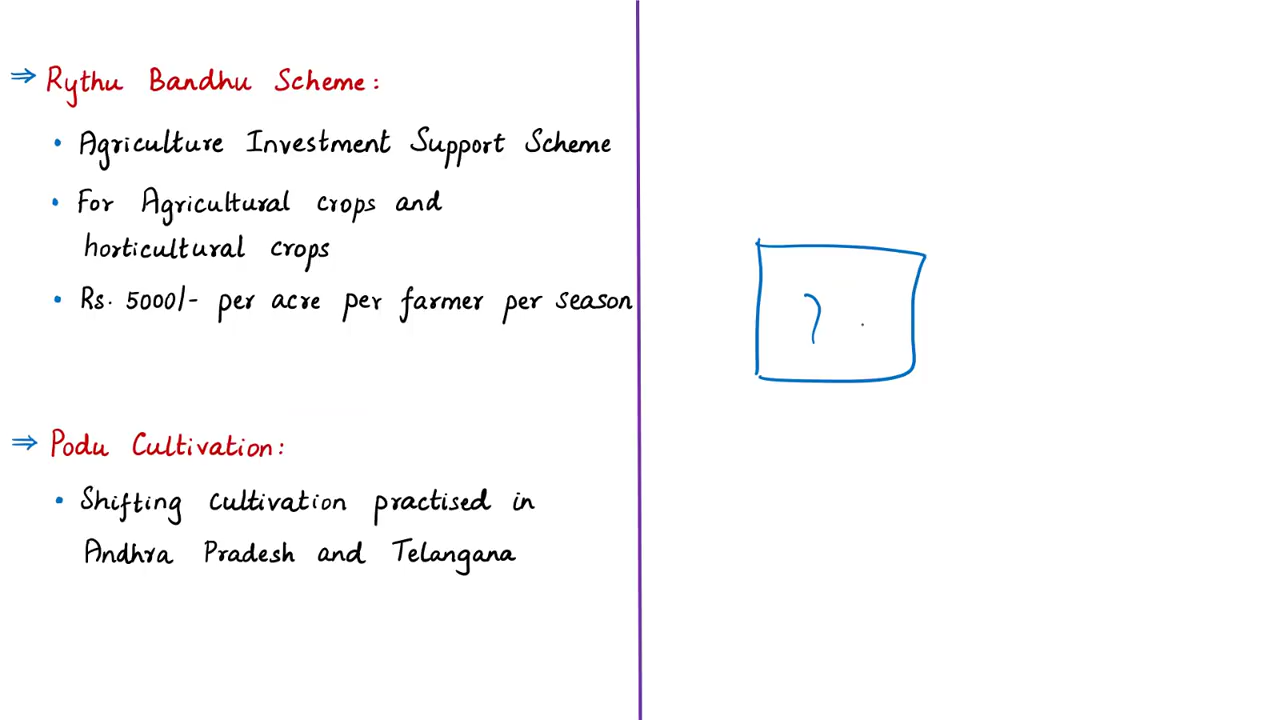 ⇒ Rythu Bandhu Scheme:
• Agriculture Investment Support Scheme
• For Agricultural crops and
horticultural crops
• Rs. 5000/- per acre per farmer per season
⇒ Podu Cultivation:
• Shifting cultivation practised in
Andhra Pradesh and Telangana
?